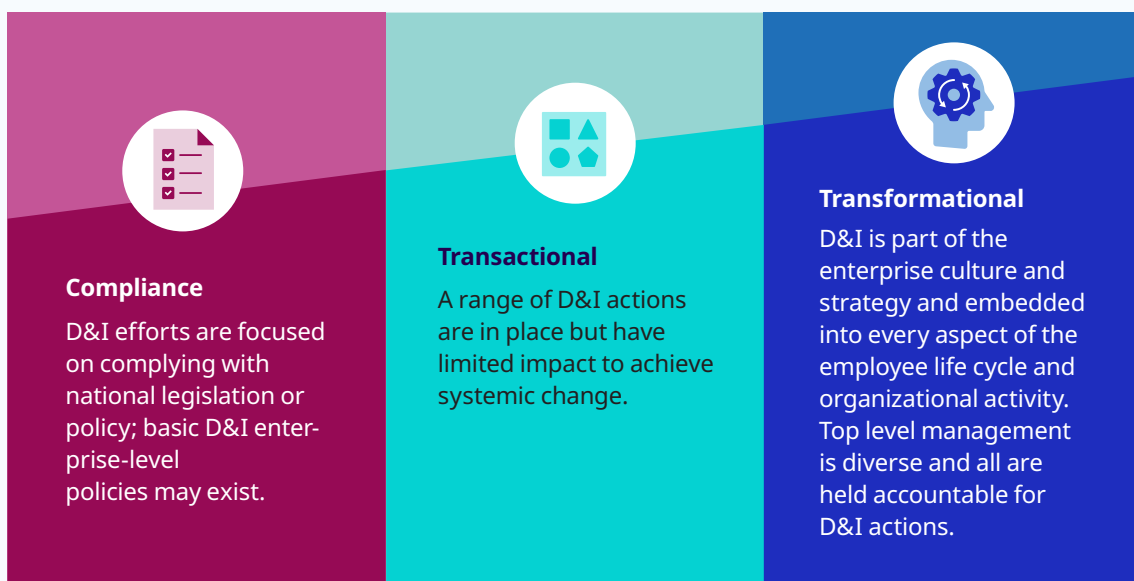 Compliance
D&I efforts are focused
on complying with
national legislation or
policy; basic D&I enter-
prise-level
policies may exist.
Transactional
A range of D&I actions
are in place but have
limited impact to achieve
systemic change.
Transformational
D&I is part of the
enterprise culture and
strategy and embedded
into every aspect of the
employee life cycle and
organizational activity.
Top level management
is diverse and all are
held accountable for
D&I actions.